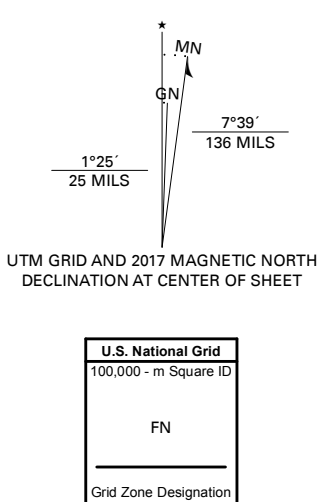 MN
GN
7°39´
136 MILS
1°25´
25 MILS
UTM GRID AND 2017 MAGNETIC NORTH
DECLINATION AT CENTER OF SHEET
U.S. National Grid
100,000 - m Square ID
FN
Grid Zone Designation